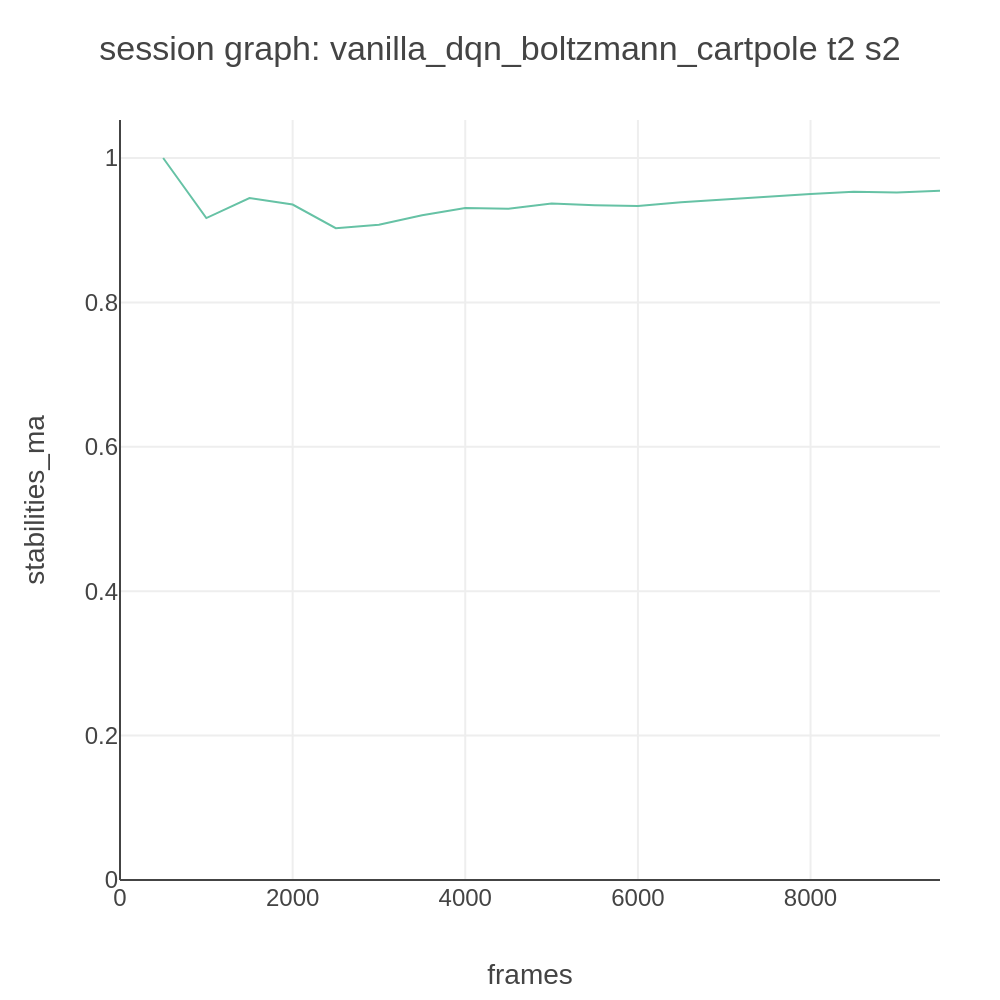 session graph: vanilla_dqn_boltzmann_cartpole t2 s2
1
0.8
0.6
0.4
0.2
0
stabilities_ma
0 2000 4000 6000 8000
frames